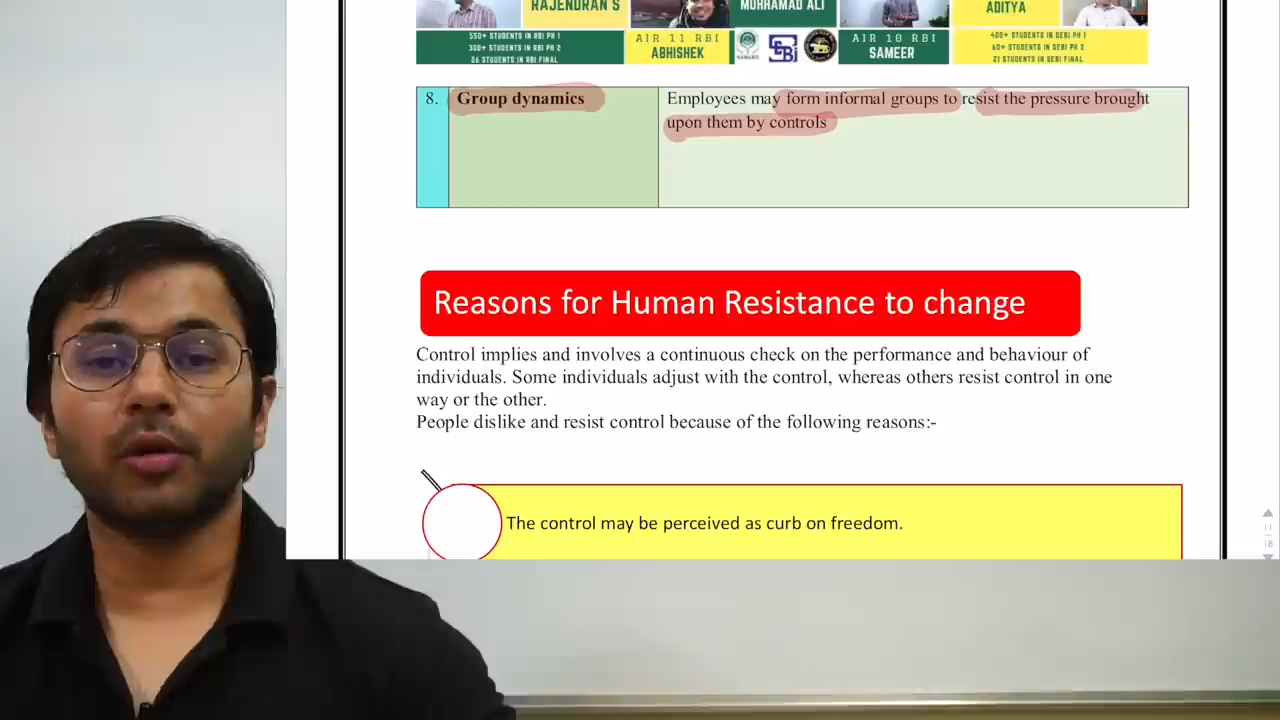 RAJENDRAN S
MOHHAMAD ALI
ADITYA
550+ STUDENTS IN RBI PH 1
300+ STUDENTS IN RBI PH 2
26 STUDENTS IN RBI FINAL
AIR 11 RBI
ABHISHEK
SEBI
AIR 10 RBI
SAMEER
400+ STUDENTS IN SEBI PH 1
60+ STUDENTS IN SEBI PH 2
21 STUDENTS IN SEBI FINAL
8. Group dynamics
Employees may form informal groups to resist the pressure brought
upon them by controls
Reasons for Human Resistance to change
Control implies and involves a continuous check on the performance and behaviour of
individuals. Some individuals adjust with the control, whereas others resist control in one
way or the other.
People dislike and resist control because of the following reasons:-
The control may be perceived as curb on freedom.